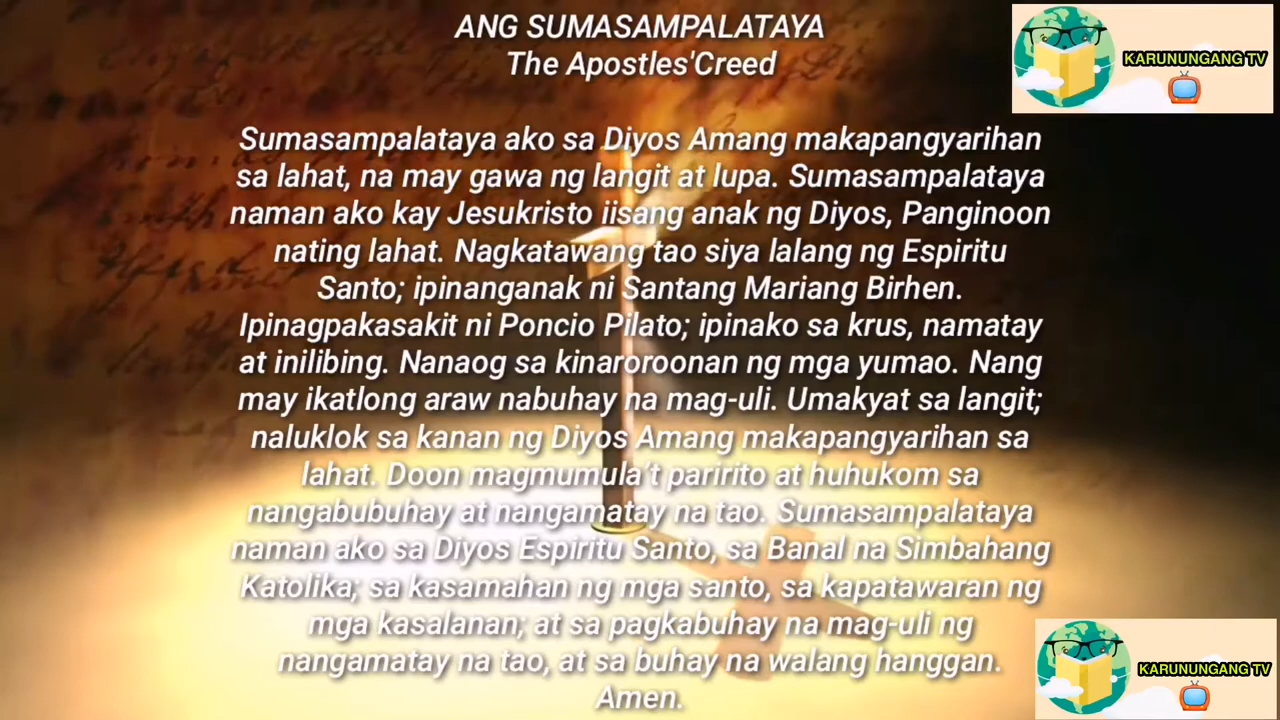 ANG SUMASAMPALATAYA
The Apostles'Creed
KARUNUNGANG TV
Sumasampalataya ako sa Diyos Amang makapangyarihan
sa lahat, na may gawa ng langit at lupa. Sumasampalataya
naman ako kay Jesukristo iisang anak ng Diyos, Panginoon
nating lahat. Nagkatawang tao siya lalang ng Espiritu
Santo; ipinanganak ni Santang Mariang Birhen.
Ipinagpakasakit ni Poncio Pilato; ipinako sa krus, namatay
at inilibing. Nanaog sa kinaroroonan ng mga yumao. Nang
may ikatlong araw nabuhay na mag-uli. Umakyat sa langit;
naluklok sa kanan ng Diyos Amang makapangyarihan sa
lahat. Doon magmumula't paririto at huhukom sa
nangabubuhay at nangamatay na tao. Sumasampalataya
naman ako sa Diyos Espiritu Santo, sa Banal na Simbahang
Katolika; sa kasamahan ng mga santo, sa kapatawaran ng
mga kasalanan; at sa pagkabuhay na mag-uli ng
nangamatay na tao, at sa buhay na walang hanggan.
Amen.
KARUNUNGANG TV